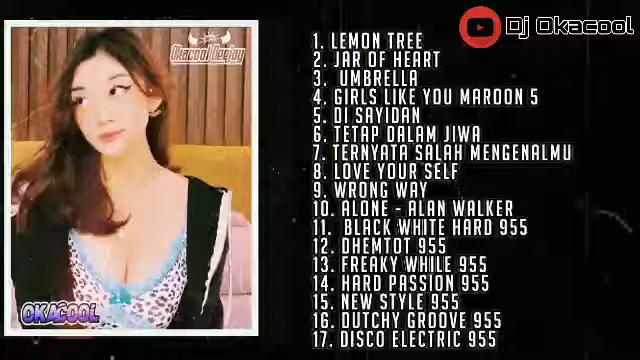 Okacool Deejay
OKACOOL
Dj Okacool
1. LEMON TREE
2. JAR OF HEART
3. UMBRELLA
4. GIRLS LIKE YOU MAROON 5
5. DI SAYIDAN
6. TETAP DALAM JIWA
7. TERNYATA SALAH MENGENALMU
8. LOVE YOUR SELF
9. WRONG WAY
10. ALONE - ALAN WALKER
11. BLACK WHITE HARD 955
12. DHEMTOT 955
13. FREAKY WHILE 955
14. HARD PASSION 955
15. NEW STYLE 955
16. DUTCHY GROOVE 955
17. DISCO ELECTRIC 955